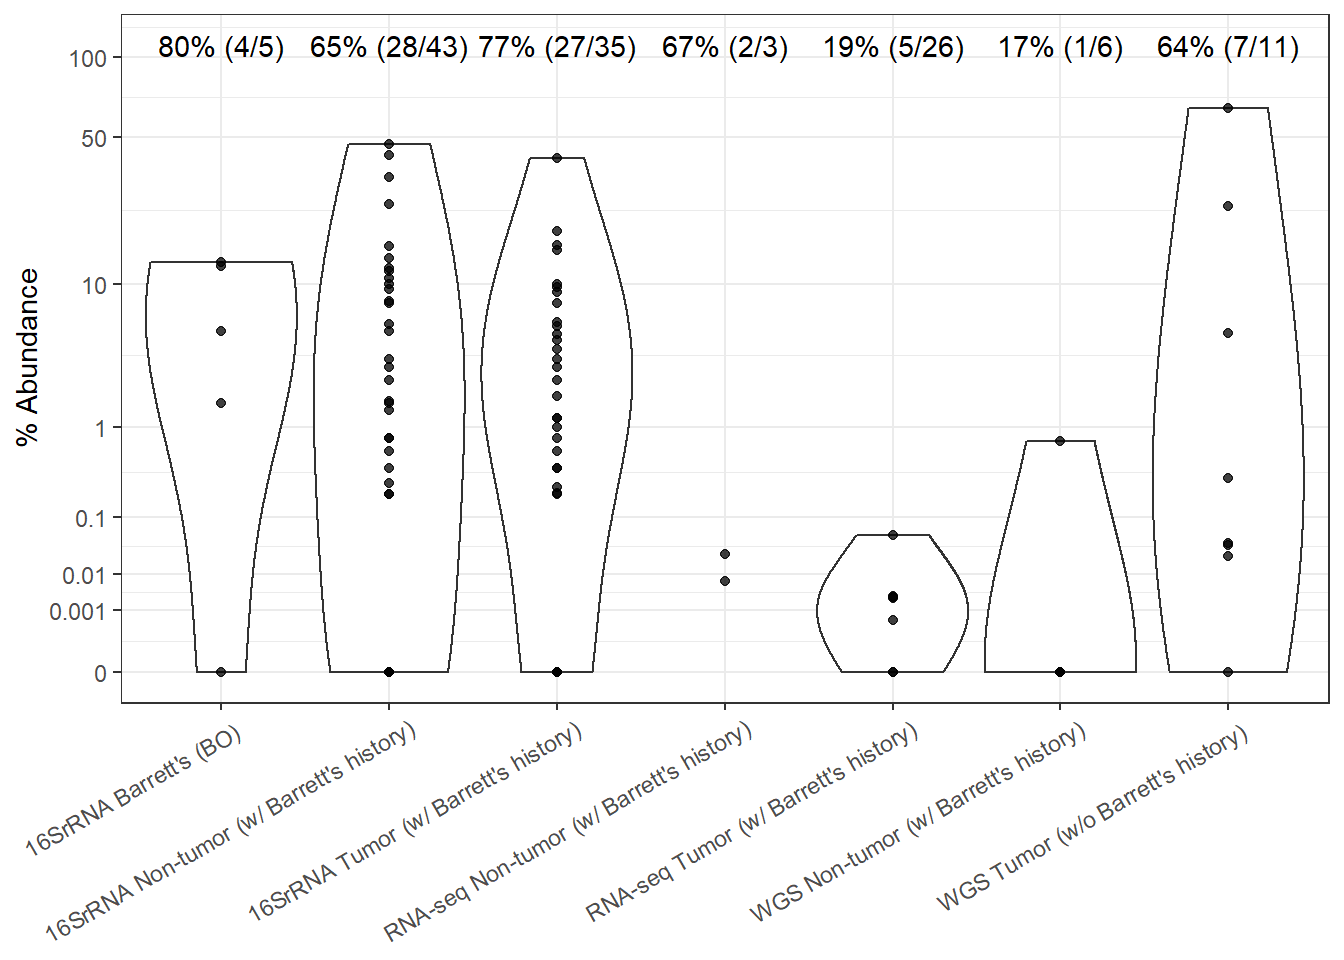 80% (4/5) 65% (28/43) 77% (27/35) 67% (2/3) 19% (5/26) 17% (1/6) 64% (7/11)
% Abundance
100
50
10
1
0.1
0.01
0.001
0
16SrRNA Barrett's (BO)
16SrRNA Non-tumor (w/ Barrett's history)
16SrRNA Tumor (w/ Barrett's history)
RNA-seq Non-tumor (w/ Barrett's history)
RNA-seq Tumor (w/ Barrett's history)
WGS Non-tumor (w/ Barrett's history)
WGS Tumor (w/o Barrett's history)